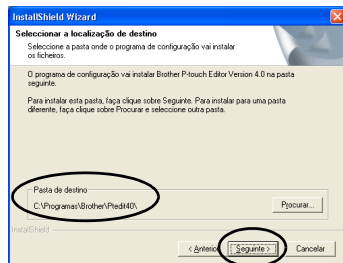 InstallShield Wizard
Seleccionar a localização de destino
Seleccione a pasta onde o programa de configuração vai instalar
os ficheiros.
O programa de configuração vai instalar Brother P-touch Editor Version 4.0 na pasta
seguinte.
Para instalar esta pasta, faça clique sobre Seguinte. Para instalar para uma pasta
diferente, faça clique sobre Procurar e seleccione outra pasta.
Pasta de destino
C:\Programas\Brother\Ptedit40\
Procurar...
InstallShield
< Anterior
Seguinte >
Cancelar